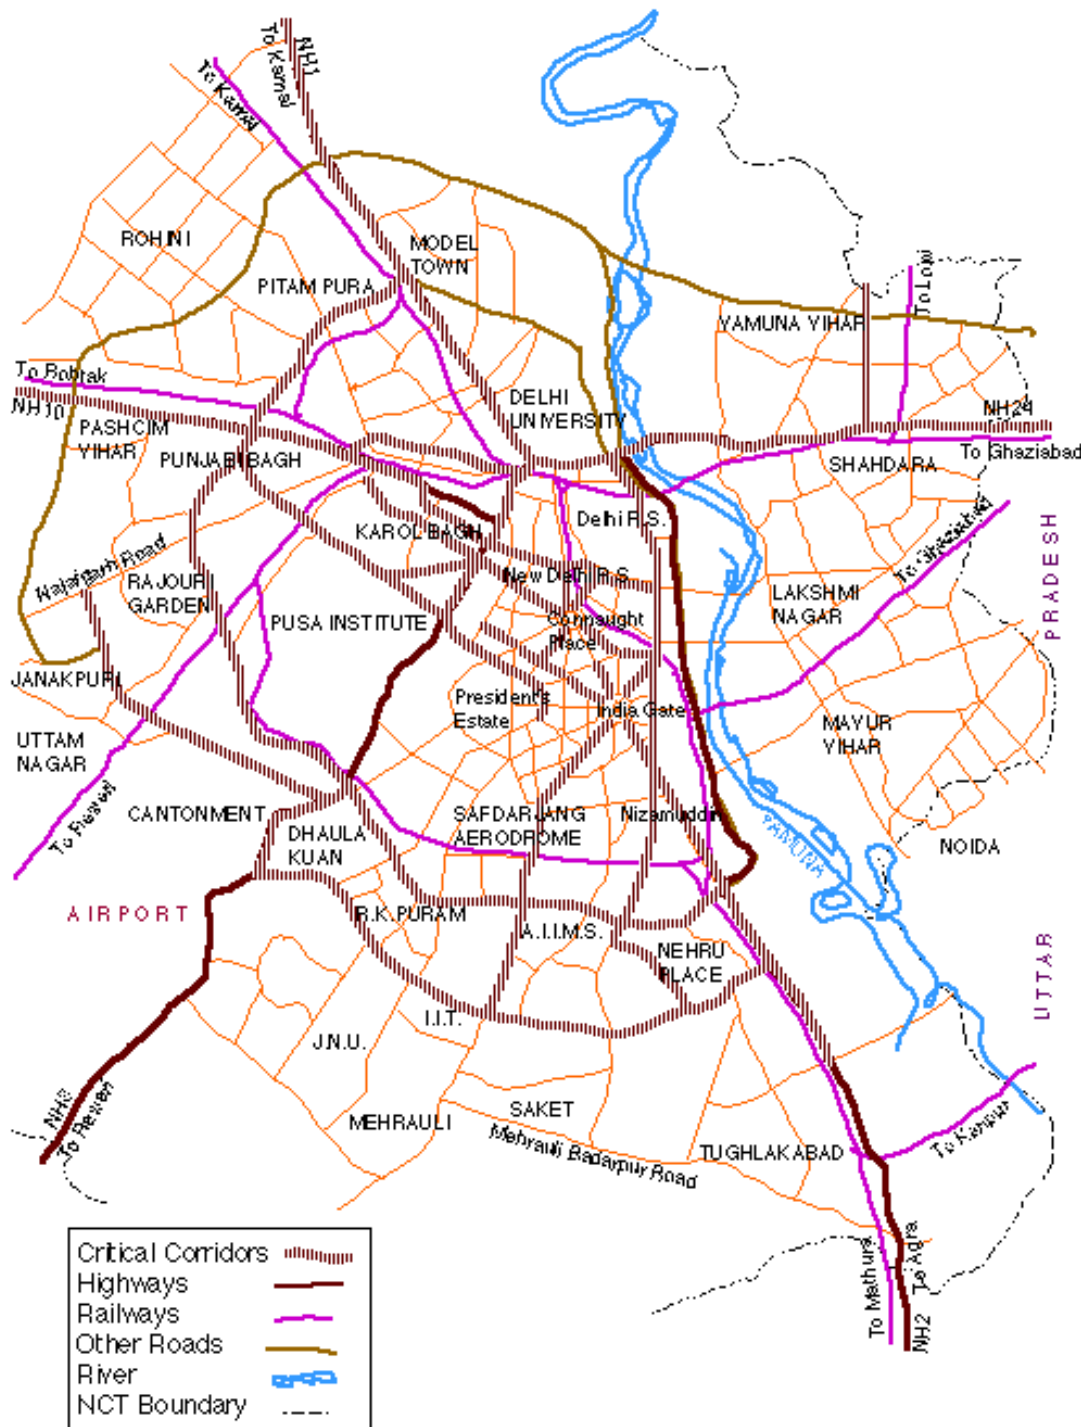 NH1
To Karnal
To Karnal
ROHINI
MODEL
TOWN
PITAM PURA
To Loni
YAMUNA VIHAR
To Rohtak
NH10
DELHI
UNIVERSITY
NH24
PASHCIM
VIHAR
PUNJABI BAGH
To Ghaziabad
SHAHDARA
Delhi R.S.
KAROL BAGH
To Ghaziabad
Najafgarh Road
New Delhi R.S.
RAJOURI
GARDEN
LAKSHMI
NAGAR
PRADESH
PUSA INSTITUTE
Connaught
Place
JANAKPURI
President's
Estate
India Gate
UTTAM
NAGAR
MAYUR
VIHAR
CANTONMENT
SAFDARJANG
AERODROME
Nizamuddin
To Rewari
DHAULA
KUAN
YAMUNA
NOIDA
AIRPORT
R.K. PURAM
A.I.I.M.S.
NEHRU
PLACE
UTTAR
I.I.T.
J.N.U.
NH8
To Rewari
MEHRAULI
SAKET
Mehrauli Badarpur Road
TUGHLAKABAD
To Kanpur
To Mathura
To Agra
NH2
Critical Corridors
Highways
Railways
Other Roads
River
NCT Boundary